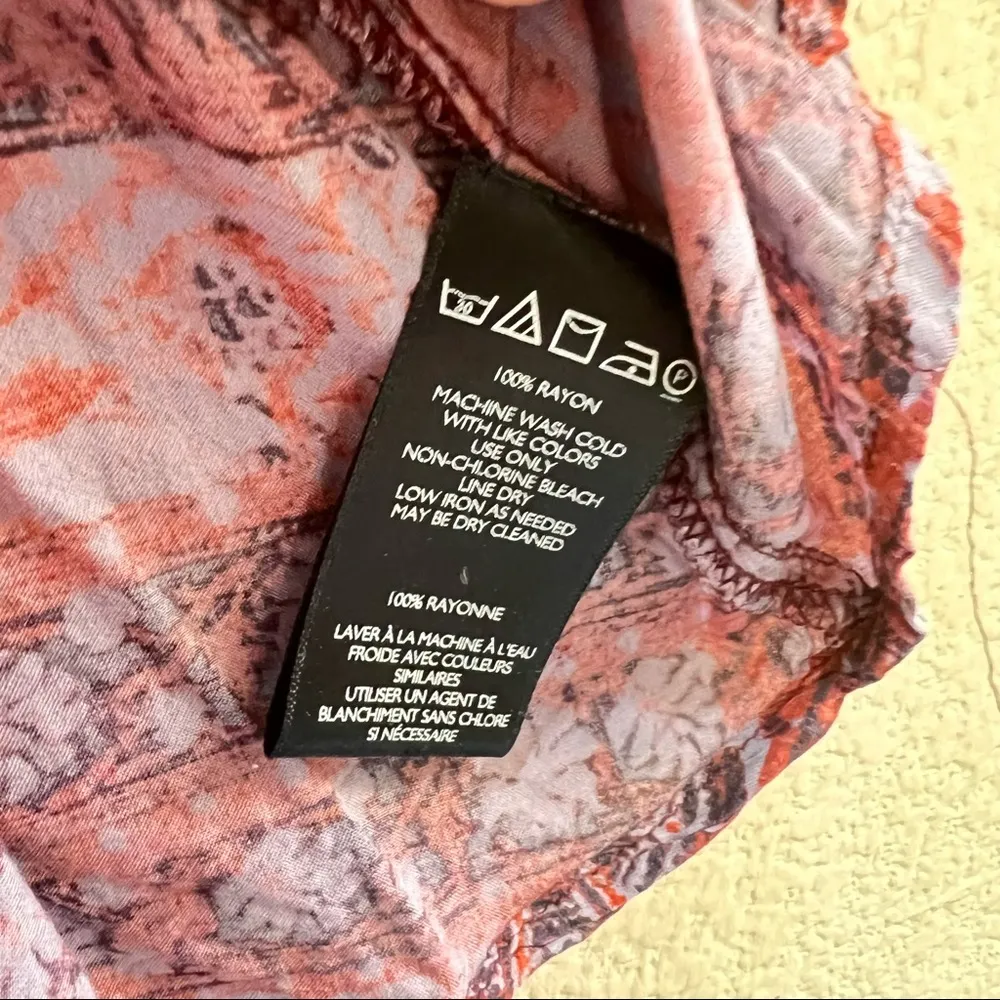 30
P
100% RAYON
MACHINE WASH COLD
WITH LIKE COLORS
USE ONLY
NON-CHLORINE BLEACH
LINE DRY
LOW IRON AS NEEDED
MAY BE DRY CLEANED
100% RAYONNE
LAVER À LA MACHINE À L'EAU
FROIDE AVEC COULEURS
SIMILAIRES
UTILISER UN AGENT DE
BLANCHIMENT SANS CHLORE
SI NÉCESSAIRE